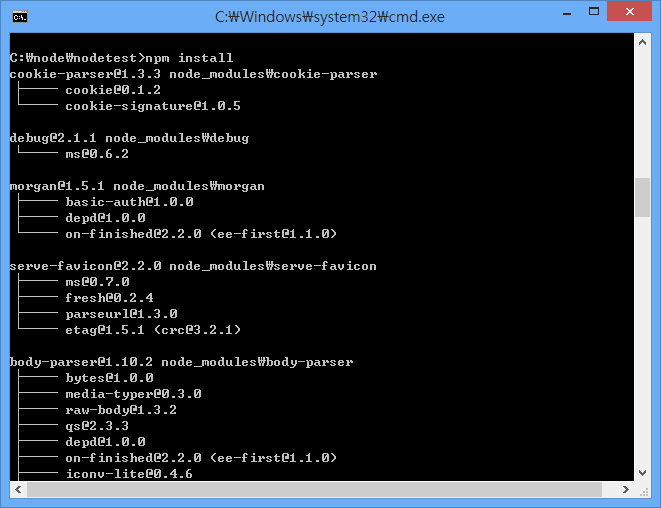 C:₩Windows₩system32₩cmd.exe
C:₩node₩nodetest>npm install
cookie-parser@1.3.3 node_modules₩cookie-parser
├── cookie@0.1.2
└── cookie-signature@1.0.5
debug@2.1.1 node_modules₩debug
└── ms@0.6.2
morgan@1.5.1 node_modules₩morgan
├── basic-auth@1.0.0
├── depd@1.0.0
└── on-finished@2.2.0 (ee-first@1.1.0)
serve-favicon@2.2.0 node_modules₩serve-favicon
├── ms@0.7.0
├── fresh@0.2.4
├── parseurl@1.3.0
└── etag@1.5.1 (crc@3.2.1)
body-parser@1.10.2 node_modules₩body-parser
├── bytes@1.0.0
├── media-typer@0.3.0
├── raw-body@1.3.2
├── qs@2.3.3
├── depd@1.0.0
├── on-finished@2.2.0 (ee-first@1.1.0)
├── iconv-lite@0.4.6